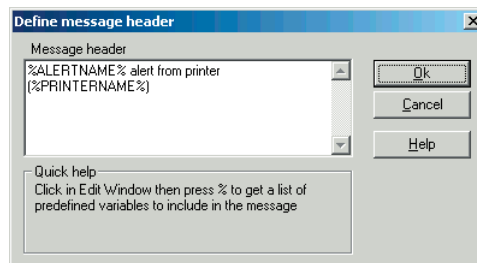 Define message header
Message header
%ALERTNAME% alert from printer
(%PRINTERNAME%)
Ok
Cancel
Help
Quick help
Click in Edit Window then press % to get a list of
predefined variables to include in the message